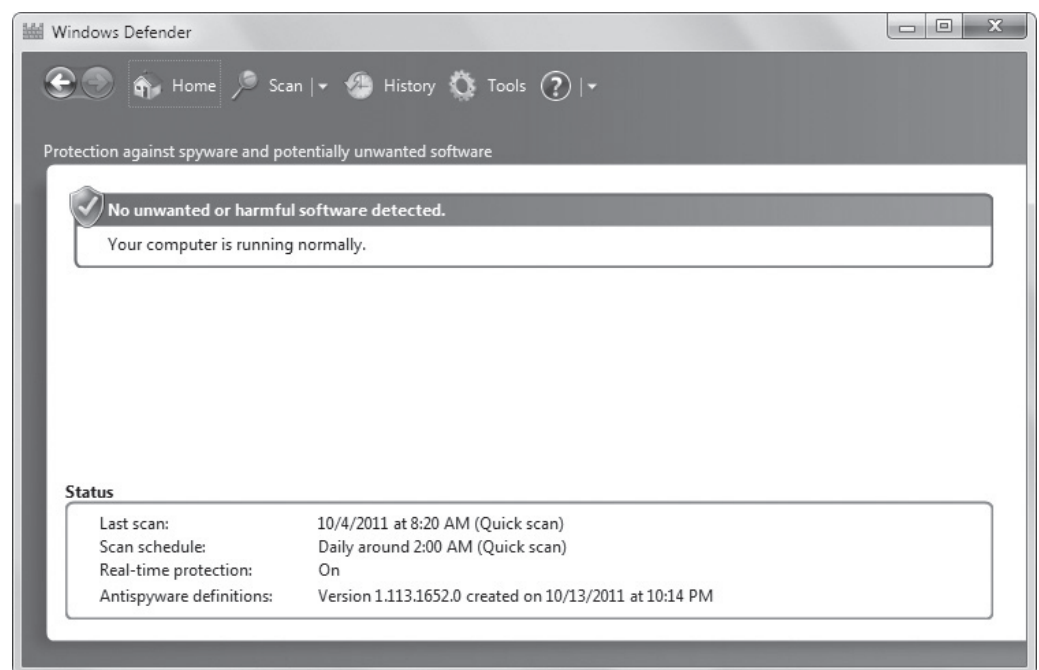 Windows Defender
Home Scan History Tools ?
Protection against spyware and potentially unwanted software
No unwanted or harmful software detected.
Your computer is running normally.
Status
Last scan: 10/4/2011 at 8:20 AM (Quick scan)
Scan schedule: Daily around 2:00 AM (Quick scan)
Real-time protection: On
Antispyware definitions: Version 1.113.1652.0 created on 10/13/2011 at 10:14 PM